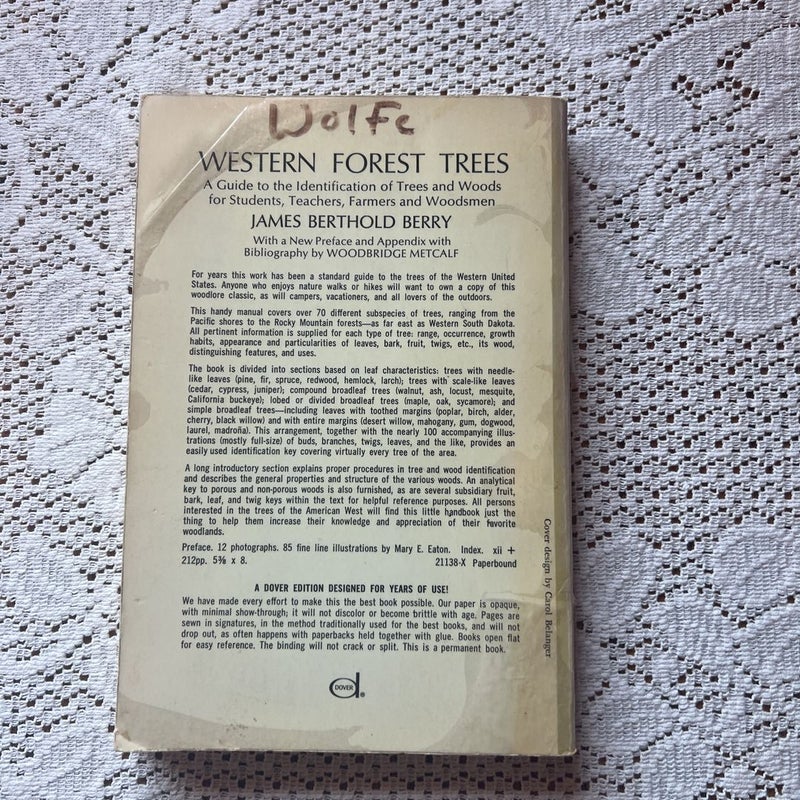 Wolfe
WESTERN FOREST TREES
A Guide to the Identification of Trees and Woods
for Students, Teachers, Farmers and Woodsmen
JAMES BERTHOLD BERRY
With a New Preface and Appendix with
Bibliography by WOODBRIDGE METCALF
For years this work has been a standard guide to the trees of the Western United
States. Anyone who enjoys nature walks or hikes will want to own a copy of this
woodlore classic, as will campers, vacationers, and all lovers of the outdoors.
This handy manual covers over 70 different subspecies of trees, ranging from the
Pacific shores to the Rocky Mountain forests—as far east as Western South Dakota.
All pertinent information is supplied for each type of tree: range, occurrence, growth
habits, appearance and particularities of leaves, bark, fruit, twigs, etc., its wood,
distinguishing features, and uses.
The book is divided into sections based on leaf characteristics: trees with needle-
like leaves (pine, fir, spruce, redwood, hemlock, larch); trees with scale-like leaves
(cedar, cypress, juniper); compound broadleaf trees (walnut, ash, locust, mesquite,
California buckeye); lobed or divided broadleaf trees (maple, oak, sycamore); and
simple broadleaf trees—including leaves with toothed margins (poplar, birch, alder,
cherry, black willow) and with entire margins (desert willow, mahogany, gum, dogwood,
laurel, madroña). This arrangement, together with the nearly 100 accompanying illus-
trations (mostly full-size) of buds, branches, twigs, leaves, and the like, provides an
easily used identification key covering virtually every tree of the area.
A long introductory section explains proper procedures in tree and wood identification
and describes the general properties and structure of the various woods. An analytical
key to porous and non-porous woods is also furnished, as are several subsidiary fruit,
bark, leaf, and twig keys within the text for helpful reference purposes. All persons
interested in the trees of the American West will find this little handbook just the
thing to help them increase their knowledge and appreciation of their favorite
woodlands.
Preface. 12 photographs. 85 fine line illustrations by Mary E. Eaton. Index. xii +
212pp. 5⅜ x 8. 21138-X Paperbound
A DOVER EDITION DESIGNED FOR YEARS OF USE!
We have made every effort to make this the best book possible. Our paper is opaque,
with minimal show-through; it will not discolor or become brittle with age. Pages are
sewn in signatures, in the method traditionally used for the best books, and will not
drop out, as often happens with paperbacks held together with glue. Books open flat
for easy reference. The binding will not crack or split. This is a permanent book.
DOVER ®
Cover design by Carol Belanger